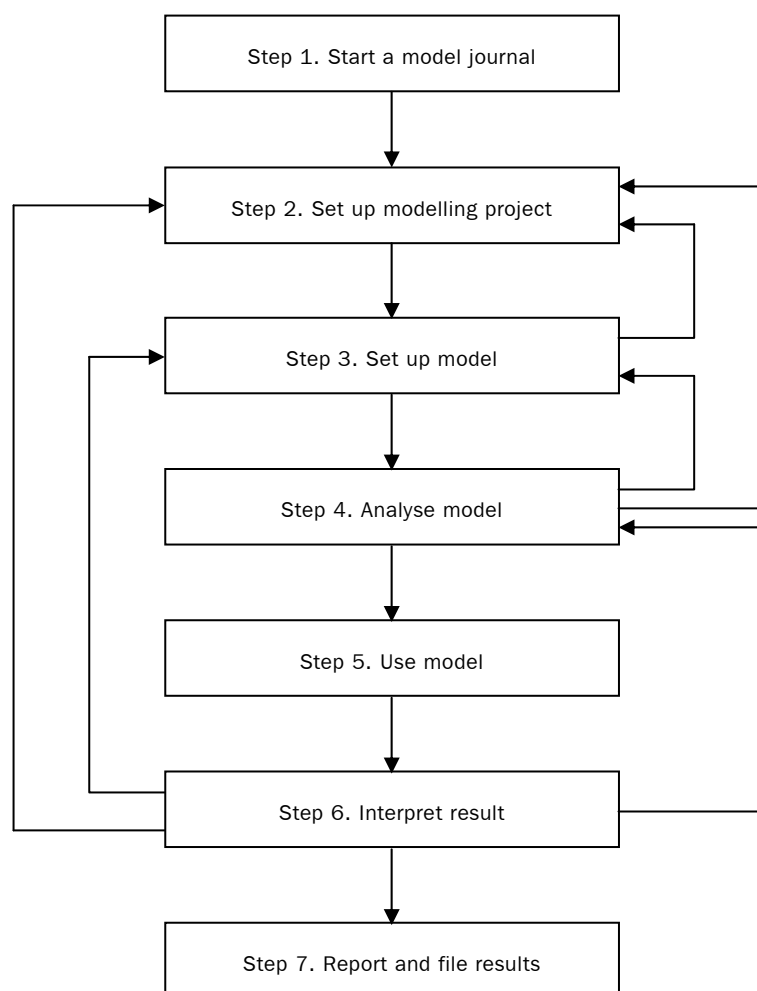 Step 1. Start a model journal
Step 2. Set up modelling project
Step 3. Set up model
Step 4. Analyse model
Step 5. Use model
Step 6. Interpret result
Step 7. Report and file results